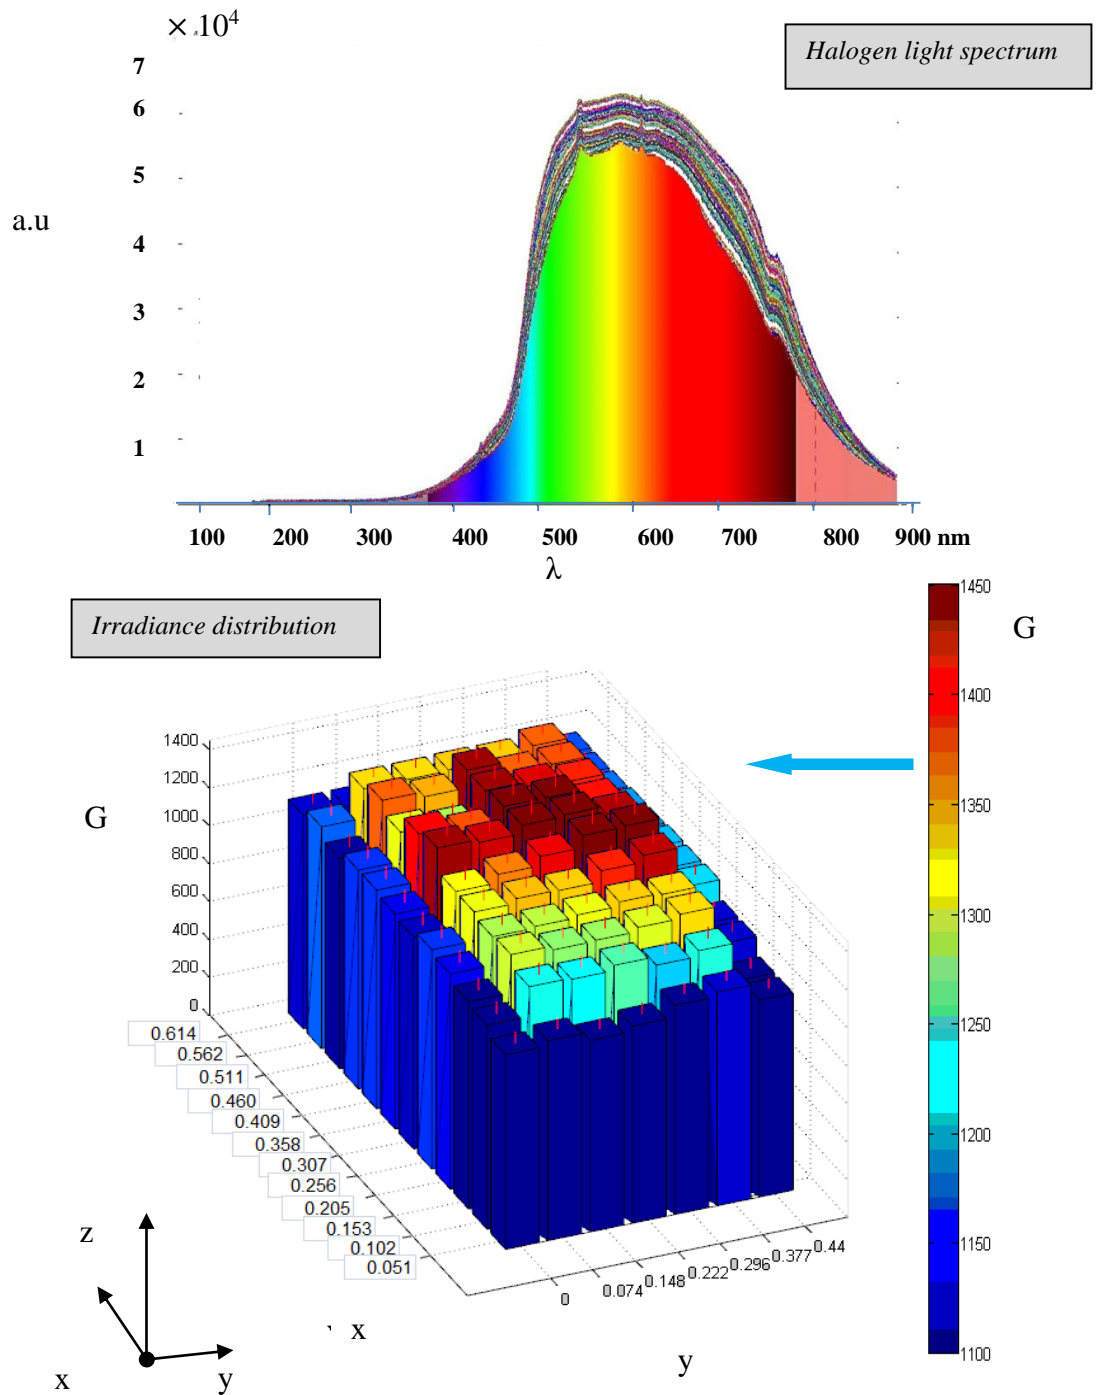 × 10⁴
Halogen light spectrum
7
6
5
a.u
4
3
2
1
100 200 300 400 500 600 700 800 900 nm
λ
Irradiance distribution
G
1450
1400
1350
1300
1250
1200
1150
1100
G
1400
1200
1000
800
600
400
200
0
0.614
0.562
0.511
0.460
0.409
0.358
0.307
0.256
0.205
0.153
0.102
0.051
0 0.074 0.148 0.222 0.296 0.377 0.44
x
y
z
x
y